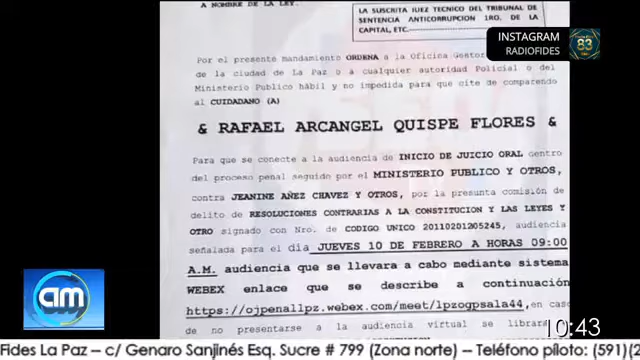 A NOMBRE DE LA LEY.
LA SUSCRITA JUEZ TECNICO DEL TRIBUNAL DE
SENTENCIA ANTICORRUPCION 1RO. DE LA
CAPITAL, ETC.
INSTAGRAM
RADIOFIDES
83
Por el presente mandamiento ORDENA a la Oficina Gestor
de la ciudad de La Paz o a cualquier autoridad Policial o del
Ministerio Publico hábil y no impedida para que cite de comparendo
al CUIDADANO (A)
& RAFAEL ARCANGEL QUISPE FLORES &
Para que se conecte a la audiencia de INICIO DE JUICIO ORAL dentro
del proceso penal seguido por el MINISTERIO PUBLICO Y OTROS,
contra JEANINE AÑEZ CHAVEZ Y OTROS, por la presunta comisión de
delito de RESOLUCIONES CONTRARIAS A LA CONSTITUCION Y LAS LEYES Y
OTRO signado con Nro. de CODIGO UNICO 20110201205245, audiencia
señalada para el día JUEVES 10 DE FEBRERO A HORAS 09:00
A.M. audiencia que se llevara a cabo mediante sistema
WEBEX enlace que se describe a continuación
https://ojpenallpz.webex.com/meet/lpzogpsala44, en caso
de no presentarse a la audiencia virtual se librara
am
10:43
Fides La Paz – c/ Genaro Sanjinés Esq. Sucre # 799 (Zona norte) -- Teléfono piloto: (591)(2